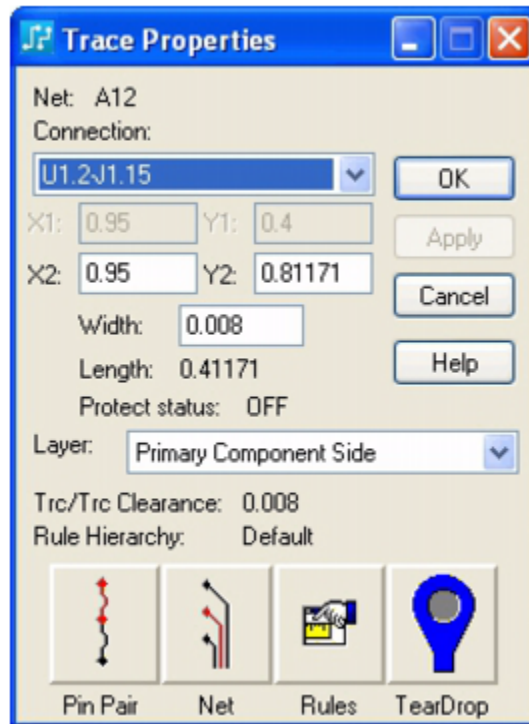 Trace Properties
Net: A12
Connection:
U1.2-J1.15
OK
X1: 0.95 Y1: 0.4
Apply
X2: 0.95 Y2: 0.81171
Cancel
Width: 0.008
Length: 0.41171
Help
Protect status: OFF
Layer: Primary Component Side
Trc/Trc Clearance: 0.008
Rule Hierarchy: Default
Pin Pair Net Rules TearDrop